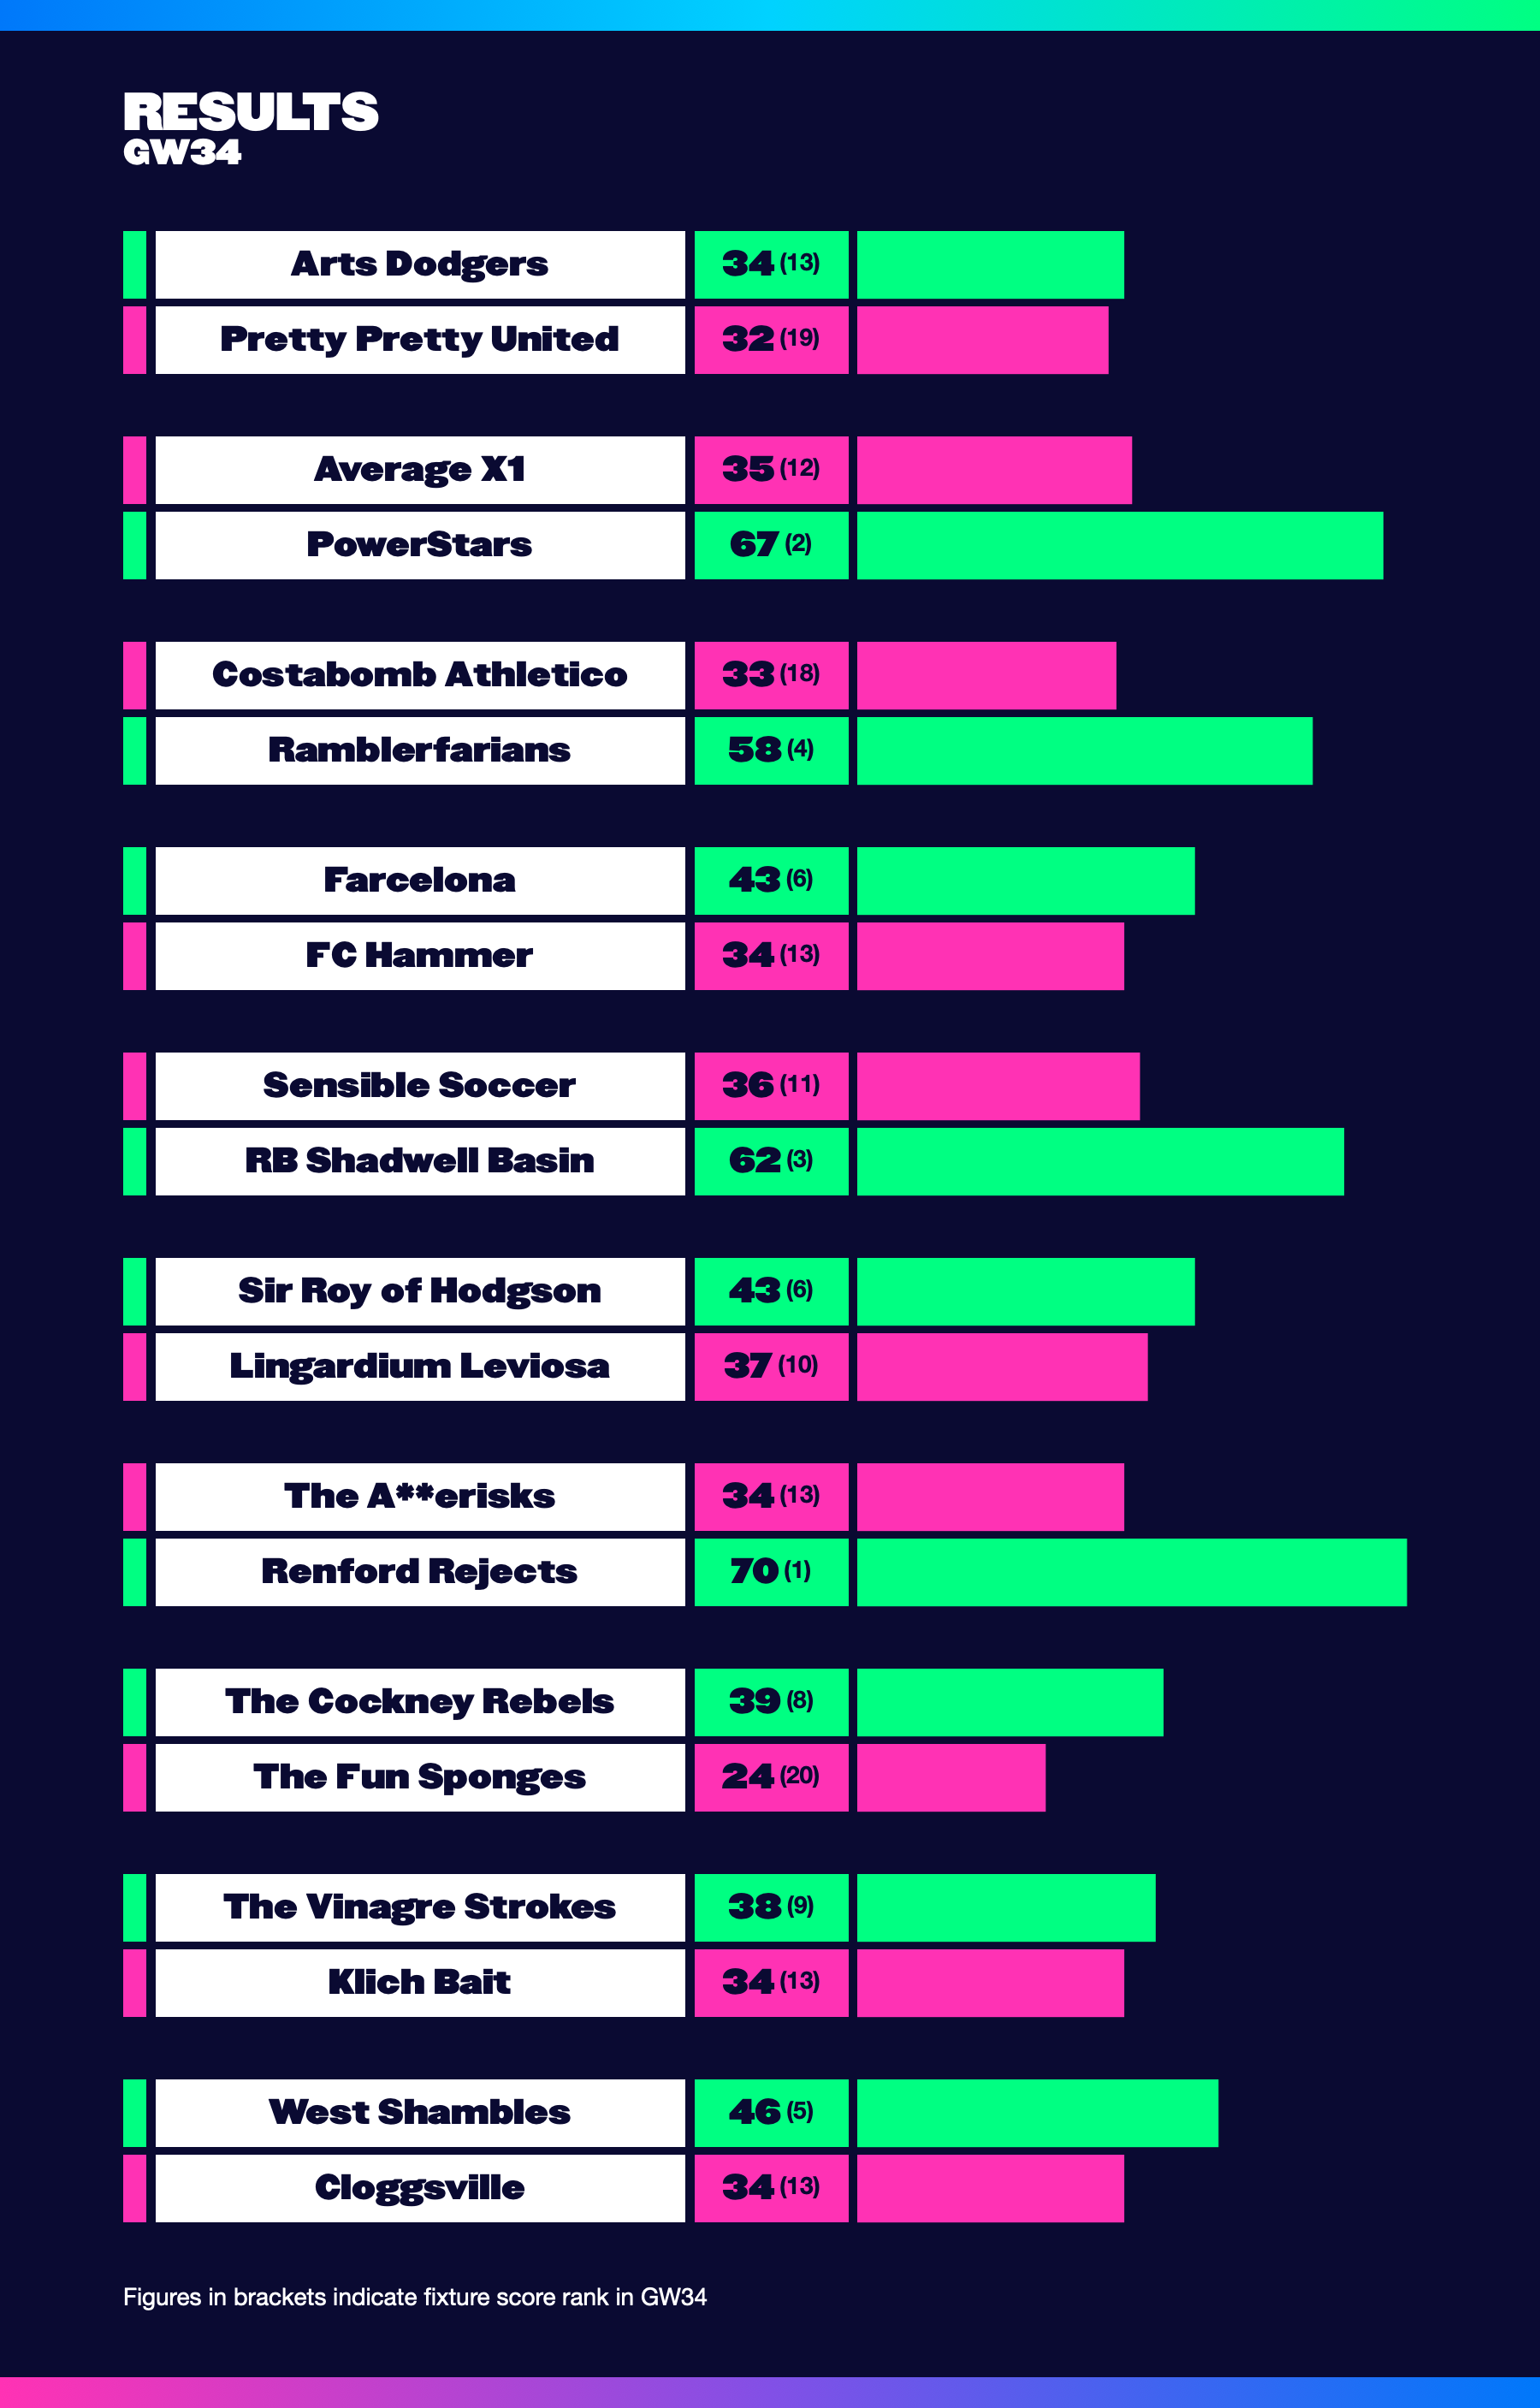 RESULTS
GW34
Arts Dodgers 34 (13)
Pretty Pretty United 32 (19)
Average X1 35 (12)
PowerStars 67 (2)
Costabomb Athletico 33 (18)
Ramblerfarians 58 (4)
Farcelona 43 (6)
FC Hammer 34 (13)
Sensible Soccer 36 (11)
RB Shadwell Basin 62 (3)
Sir Roy of Hodgson 43 (6)
Lingardium Leviosa 37 (10)
The A**erisks 34 (13)
Renford Rejects 70 (1)
The Cockney Rebels 39 (8)
The Fun Sponges 24 (20)
The Vinagre Strokes 38 (9)
Klich Bait 34 (13)
West Shambles 46 (5)
Cloggsville 34 (13)
Figures in brackets indicate fixture score rank in GW34